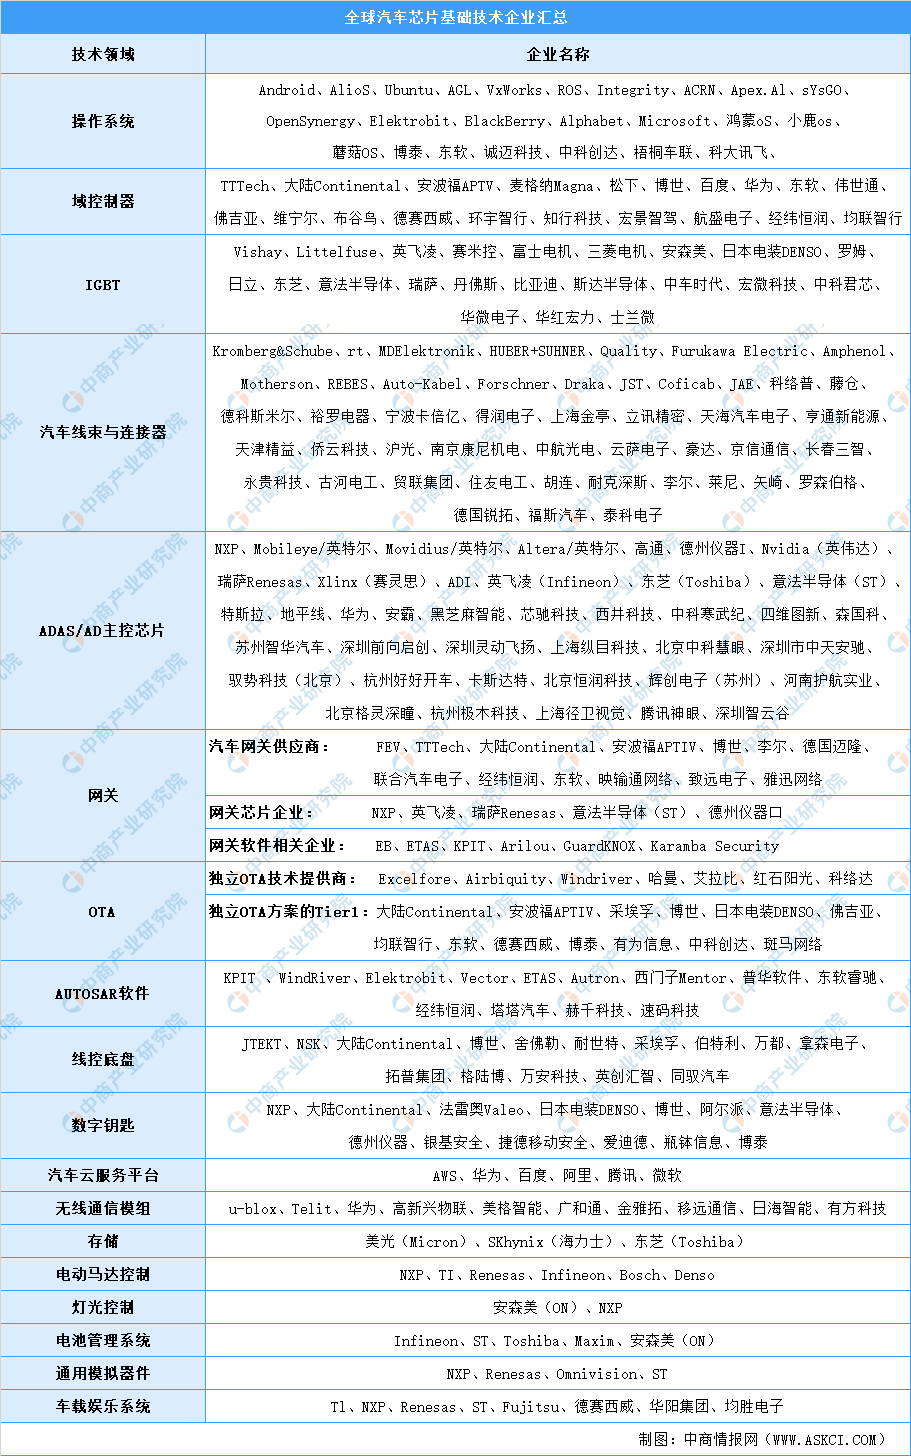 全球汽车芯片基础技术企业汇总
技术领域 企业名称
操作系统
Android、AlioS、Ubuntu、AGL、VxWorks、ROS、Integrity、ACRN、Apex.Al、sYsGO、
OpenSynergy、Elektrobit、BlackBerry、Alphabet、Microsoft、鸿蒙oS、小鹿os、
蘑菇OS、博泰、东软、诚迈科技、中科创达、梧桐车联、科大讯飞、
域控制器
TTTech、大陆Continental、安波福APTV、麦格纳Magna、松下、博世、百度、华为、东软、伟世通、
佛吉亚、维宁尔、布谷鸟、德赛西威、环宇智行、知行科技、宏景智驾、航盛电子、经纬恒润、均联智行
IGBT
Vishay、Littelfuse、英飞凌、赛米控、富士电机、三菱电机、安森美、日本电装DENSO、罗姆、
日立、东芝、意法半导体、瑞萨、丹佛斯、比亚迪、斯达半导体、中车时代、宏微科技、中科君芯、
华微电子、华红宏力、士兰微
汽车线束与连接器
Kromberg&Schube、rt、MDElektronik、HUBER+SUHNER、Quality、Furukawa Electric、Amphenol、
Motherson、REBES、Auto-Kabel、Forschner、Draka、JST、Coficab、JAE、科络普、藤仓、
德科斯米尔、裕罗电器、宁波卡倍亿、得润电子、上海金亭、立讯精密、天海汽车电子、亨通新能源、
天津精益、侨云科技、沪光、南京康尼机电、中航光电、云萨电子、豪达、京信通信、长春三智、
永贵科技、古河电工、贸联集团、住友电工、胡连、耐克深斯、李尔、莱尼、矢崎、罗森伯格、
德国锐拓、福斯汽车、泰科电子
ADAS/AD主控芯片
NXP、Mobileye/英特尔、Movidius/英特尔、Altera/英特尔、高通、德州仪器I、Nvidia（英伟达）、
瑞萨Renesas、Xlinx（赛灵思）、ADI、英飞凌（Infineon）、东芝（Toshiba）、意法半导体（ST）、
特斯拉、地平线、华为、安霸、黑芝麻智能、芯驰科技、西井科技、中科寒武纪、四维图新、森国科、
苏州智华汽车、深圳前向启创、深圳灵动飞扬、上海纵目科技、北京中科慧眼、深圳市中天安驰、
驭势科技（北京）、杭州好好开车、卡斯达特、北京恒润科技、辉创电子（苏州）、河南护航实业、
北京格灵深瞳、杭州极木科技、上海径卫视觉、腾讯神眼、深圳智云谷
网关
汽车网关供应商： FEV、TTTech、大陆Continental、安波福APTIV、博世、李尔、德国迈隆、
联合汽车电子、经纬恒润、东软、映输通网络、致远电子、雅迅网络
网关芯片企业： NXP、英飞凌、瑞萨Renesas、意法半导体（ST）、德州仪器口
网关软件相关企业： EB、ETAS、KPIT、Arilou、GuardKNOX、Karamba Security
OTA
独立OTA技术提供商： Excelfore、Airbiquity、Windriver、哈曼、艾拉比、红石阳光、科络达
独立OTA方案的Tier1：大陆Continental、安波福APTIV、采埃孚、博世、日本电装DENSO、佛吉亚、
均联智行、东软、德赛西威、博泰、有为信息、中科创达、斑马网络
AUTOSAR软件
KPIT 、WindRiver、Elektrobit、Vector、ETAS、Autron、西门子Mentor、普华软件、东软睿驰、
经纬恒润、塔塔汽车、赫千科技、速码科技
线控底盘
JTEKT、NSK、大陆Continental、博世、舍佛勒、耐世特、采埃孚、伯特利、万都、拿森电子、
拓普集团、格陆博、万安科技、英创汇智、同驭汽车
数字钥匙
NXP、大陆Continental、法雷奥Valeo、日本电装DENSO、博世、阿尔派、意法半导体、
德州仪器、银基安全、捷德移动安全、爱迪德、瓶钵信息、博泰
汽车云服务平台 AWS、华为、百度、阿里、腾讯、微软
无线通信模组 u-blox、Telit、华为、高新兴物联、美格智能、广和通、金雅拓、移远通信、日海智能、有方科技
存储 美光（Micron）、SKhynix（海力士）、东芝（Toshiba）
电动马达控制 NXP、TI、Renesas、Infineon、Bosch、Denso
灯光控制 安森美（ON）、NXP
电池管理系统 Infineon、ST、Toshiba、Maxim、安森美（ON）
通用模拟器件 NXP、Renesas、Omnivision、ST
车载娱乐系统 Tl、NXP、Renesas、ST、Fujitsu、德赛西威、华阳集团、均胜电子
制图：中商情报网（WWW.ASKCI.COM）
中商产业研究院